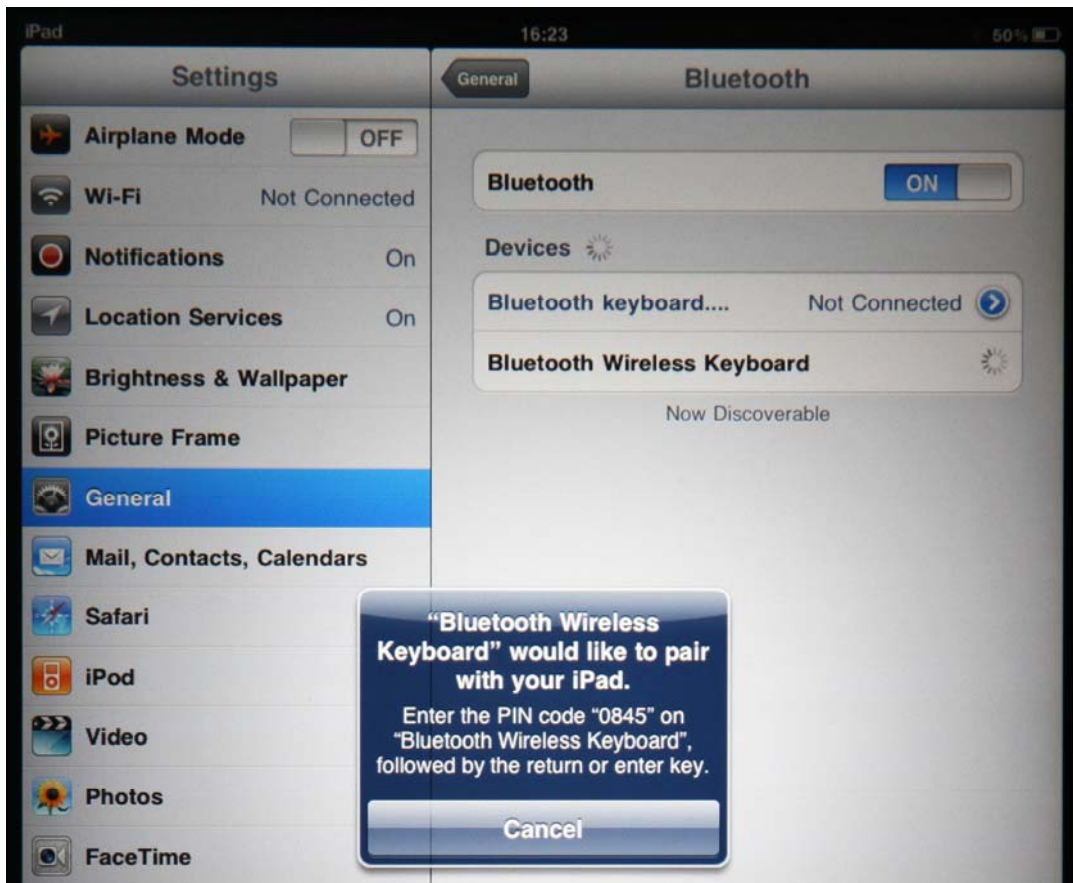 iPad 16:23 50%
Settings
General
Bluetooth
Airplane Mode OFF
Wi-Fi Not Connected
Notifications On
Location Services On
Brightness & Wallpaper
Picture Frame
General
Mail, Contacts, Calendars
Safari
iPod
Video
Photos
FaceTime
Bluetooth ON
Devices
Bluetooth keyboard.... Not Connected
Bluetooth Wireless Keyboard
Now Discoverable
“Bluetooth Wireless
Keyboard” would like to pair
with your iPad.
Enter the PIN code “0845” on
“Bluetooth Wireless Keyboard”,
followed by the return or enter key.
Cancel